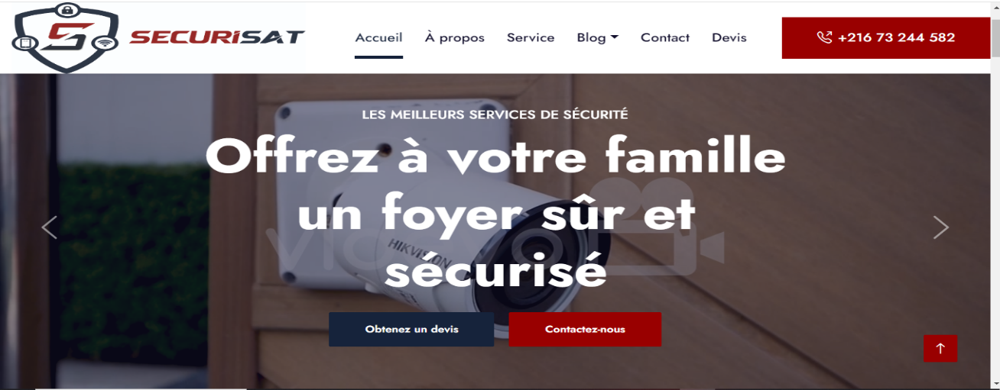 SECURISAT
Accueil À propos Service Blog Contact Devis
+216 73 244 582
LES MEILLEURS SERVICES DE SÉCURITÉ
Offrez à votre famille
un foyer sûr et
sécurisé
HIKVISION
Obtenez un devis
Contactez-nous